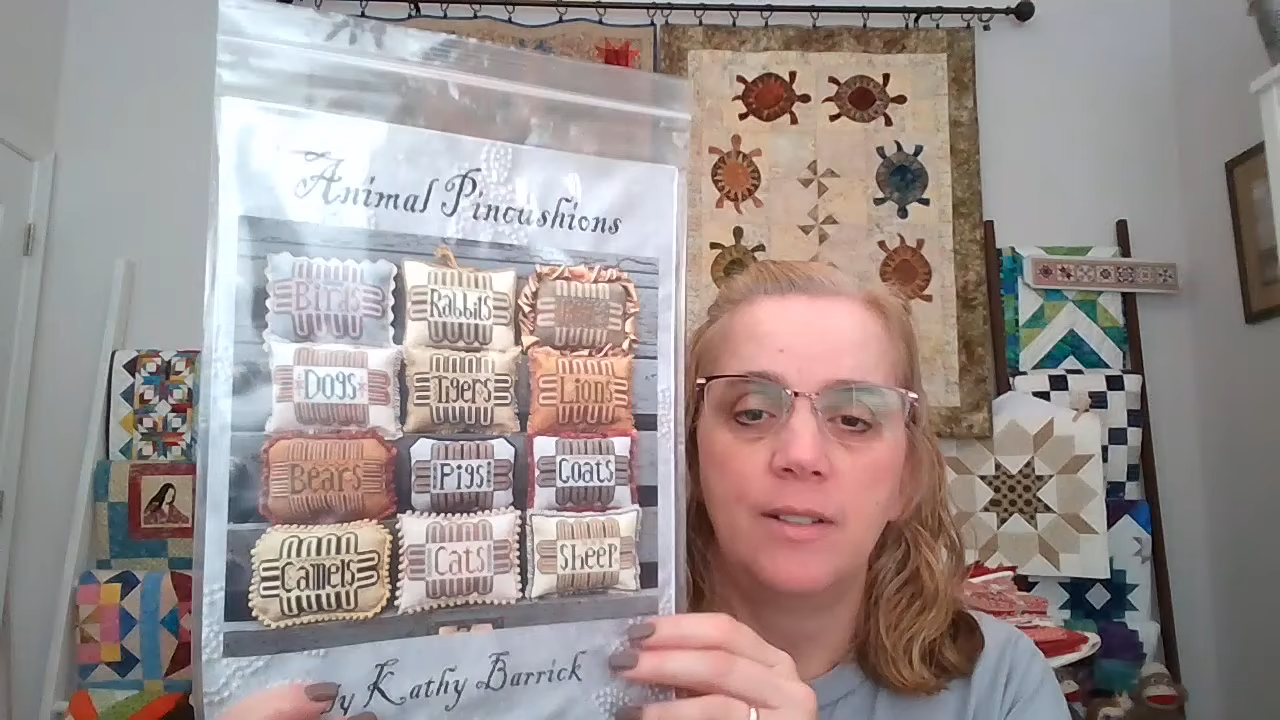 Animal Pincushions
Birds
Rabbits
Dogs
Tigers
Lions
Bears
Pigs
Goats
Camels
Cats
Sheep
By Kathy Barrick